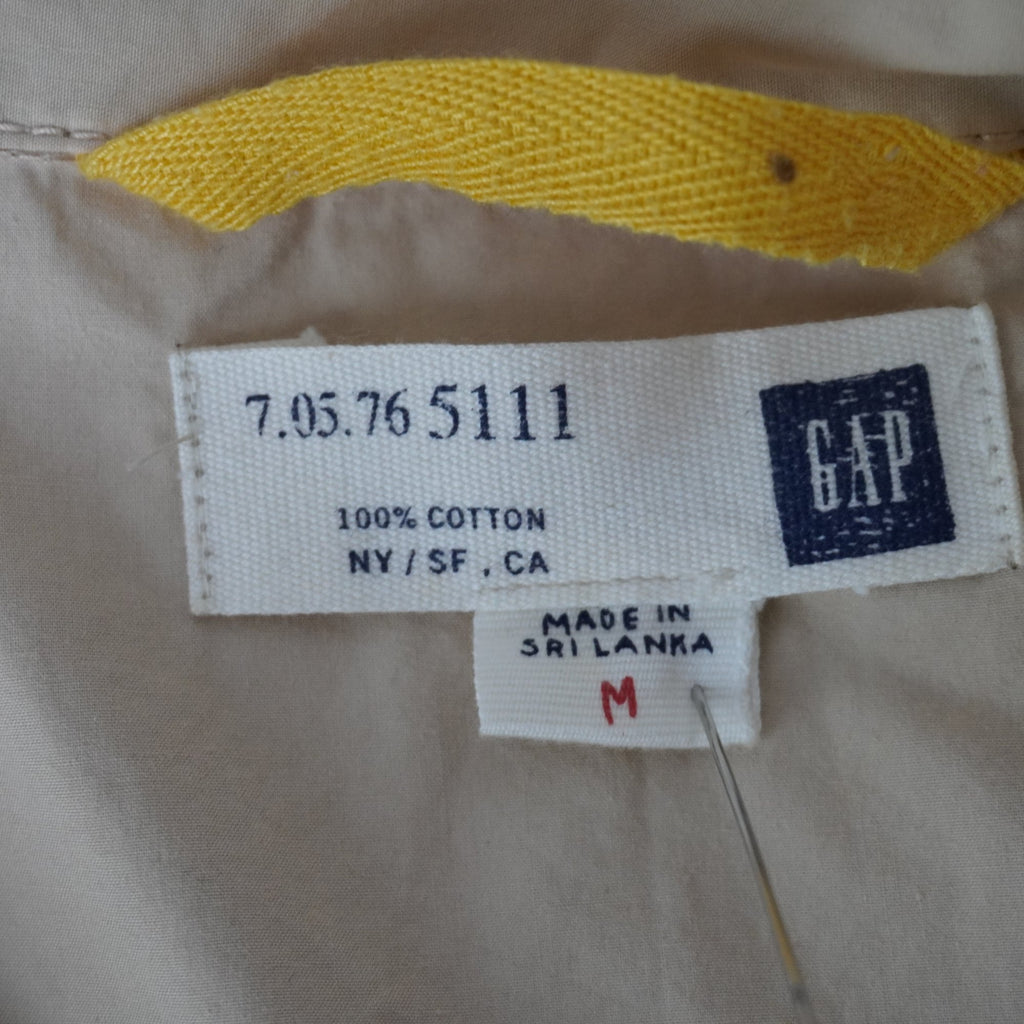 7.05.76 5111
GAP
100% COTTON
NY / SF , CA
MADE IN
SRI LANKA
M